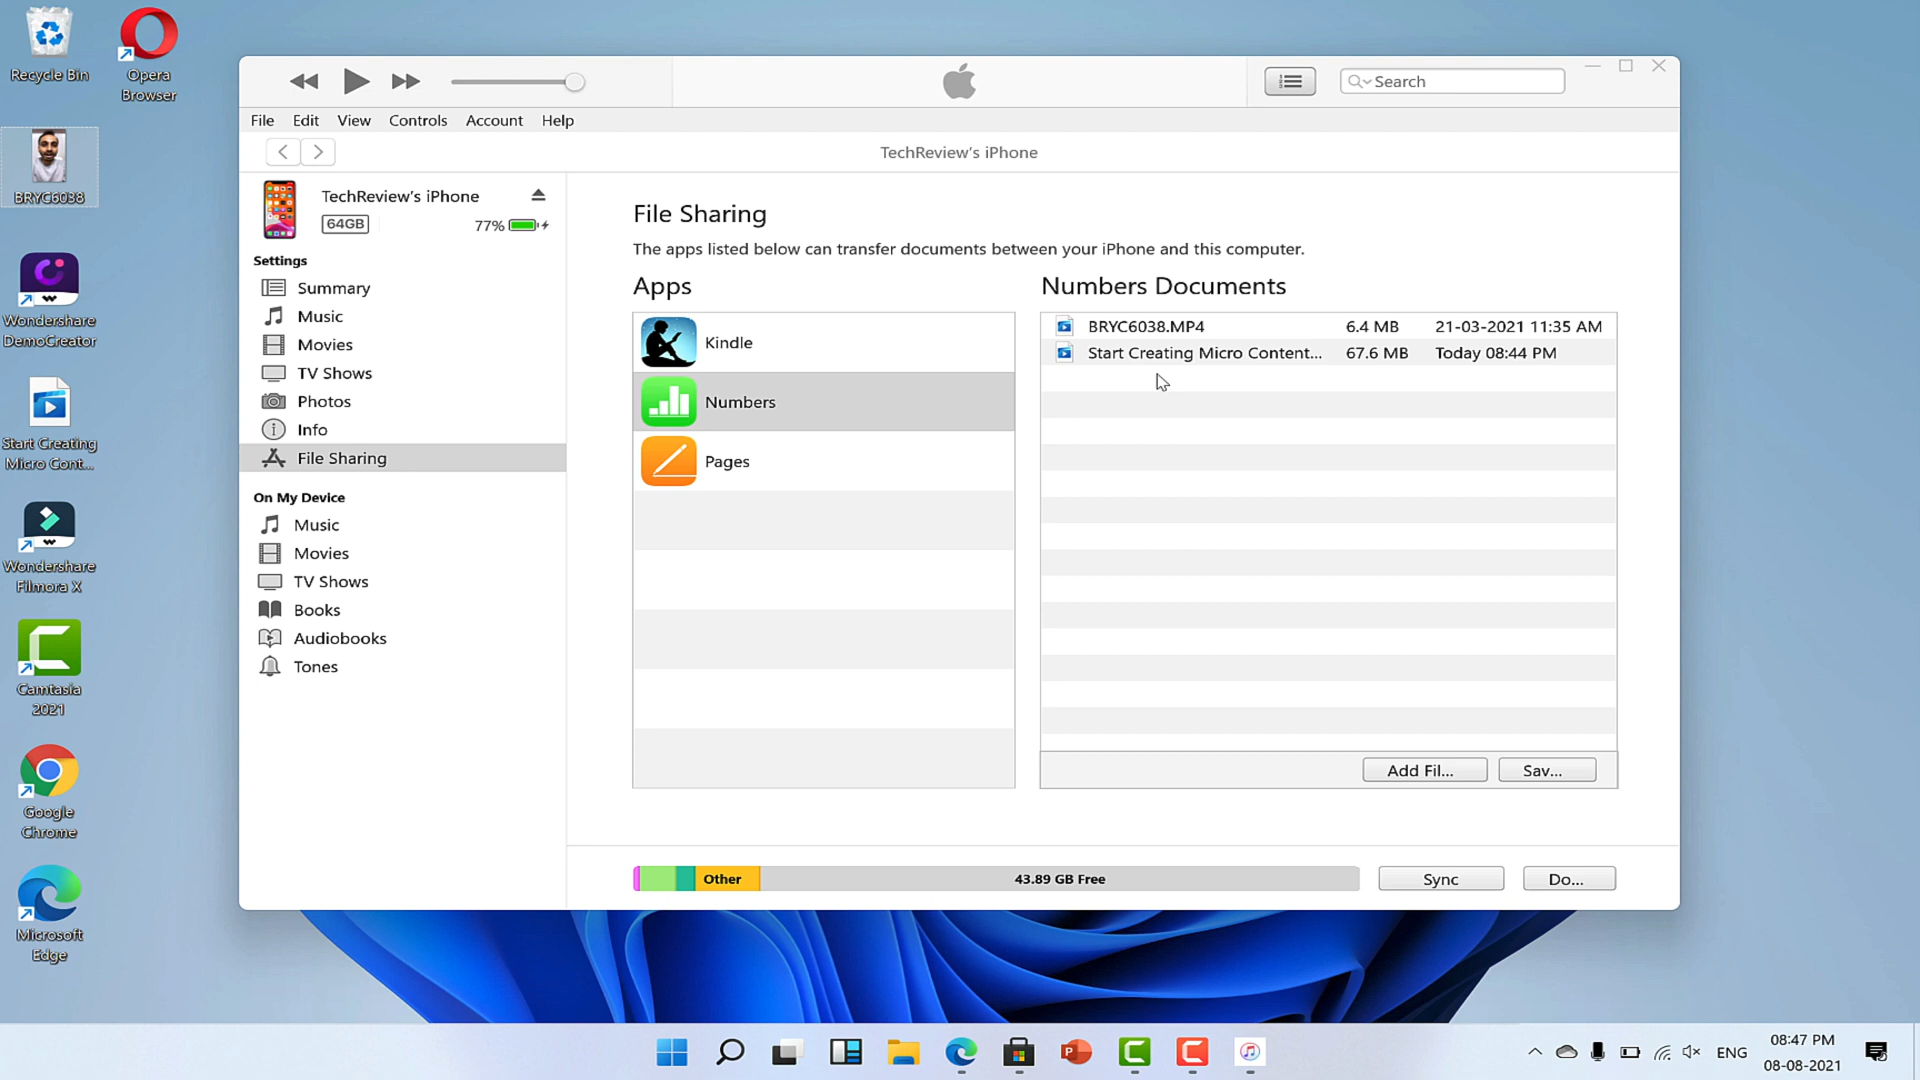 Recycle Bin
Opera
Browser
BRYC6038
Wondershare
DemoCreator
Start Creating
Micro Cont...
Wondershare
Filmora X
Camtasia
2021
Google
Chrome
Microsoft
Edge
Search
File Edit View Controls Account Help
TechReview's iPhone
TechReview's iPhone
64GB
77%
Settings
Summary
Music
Movies
TV Shows
Photos
Info
File Sharing
On My Device
Music
Movies
TV Shows
Books
Audiobooks
Tones
File Sharing
The apps listed below can transfer documents between your iPhone and this computer.
Apps
Kindle
Numbers
Pages
Numbers Documents
BRYC6038.MP4 6.4 MB 21-03-2021 11:35 AM
Start Creating Micro Content... 67.6 MB Today 08:44 PM
Add Fil... Sav...
Other 43.89 GB Free Sync Do...
ENG
08:47 PM
08-08-2021